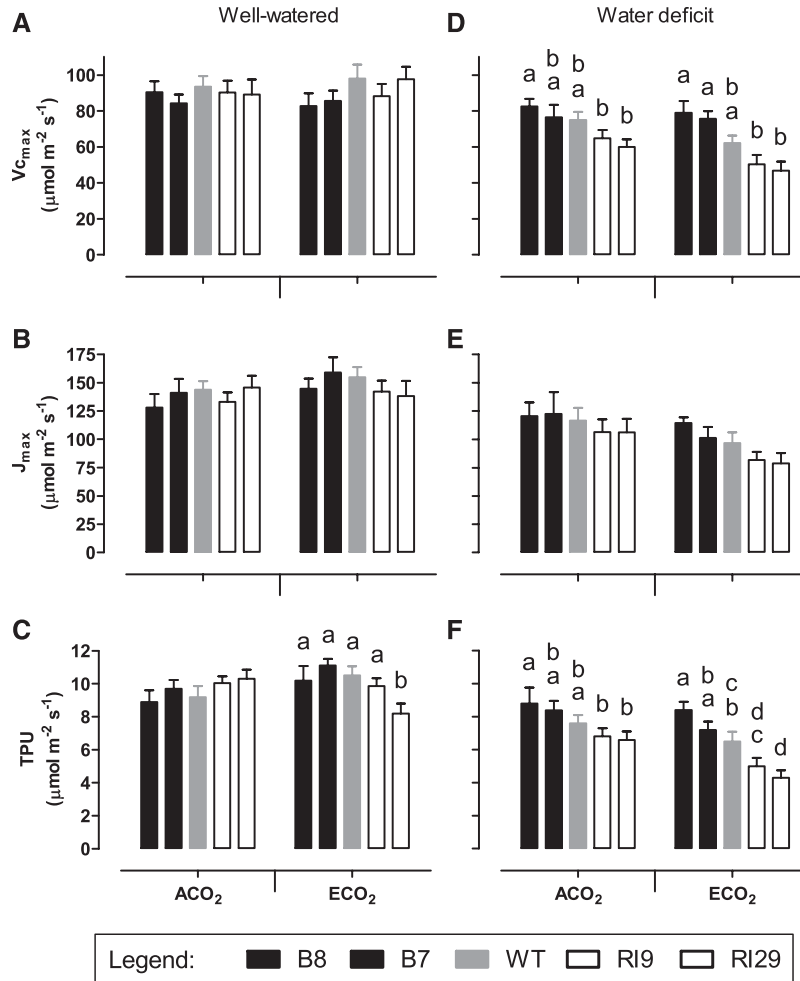 A Well-watered D Water deficit
Vcmax
(μmol m-2 s-1)
100
80
60
40
20
0
a b a b a b b
a a b a b b
B E
Jmax
(μmol m-2 s-1)
175
150
125
100
75
50
25
0
C F
TPU
(μmol m-2 s-1)
12
10
8
6
4
2
0
a a a a b
a b a b a b b
a b a c b d c d
ACO2 ECO2 ACO2 ECO2
Legend: B8 B7 WT RI9 RI29